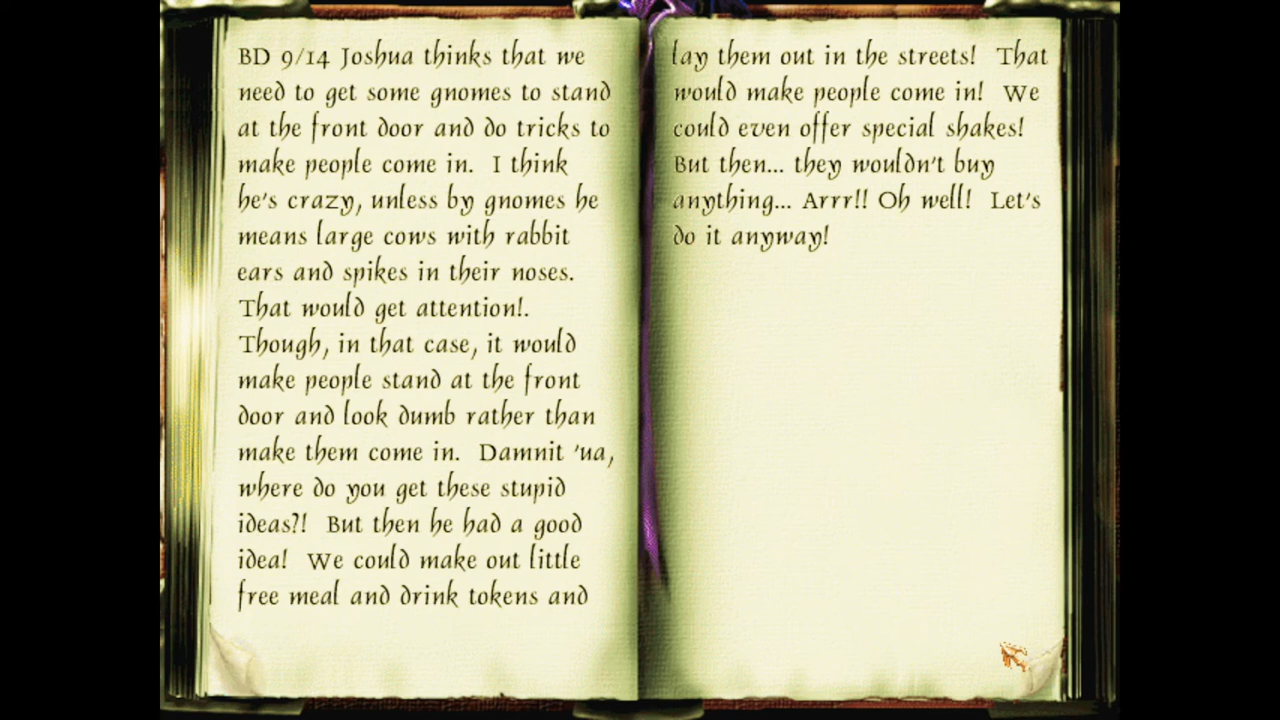 BD 9/14 Joshua thinks that we
need to get some gnomes to stand
at the front door and do tricks to
make people come in.  I think
he's crazy, unless by gnomes he
means large cows with rabbit
ears and spikes in their noses.
That would get attention!.
Though, in that case, it would
make people stand at the front
door and look dumb rather than
make them come in.  Damnit 'ua,
where do you get these stupid
ideas?!  But then he had a good
idea!  We could make out little
free meal and drink tokens and
lay them out in the streets!  That
would make people come in!  We
could even offer special shakes!
But then... they wouldn't buy
anything... Arrr!! Oh well!  Let's
do it anyway!